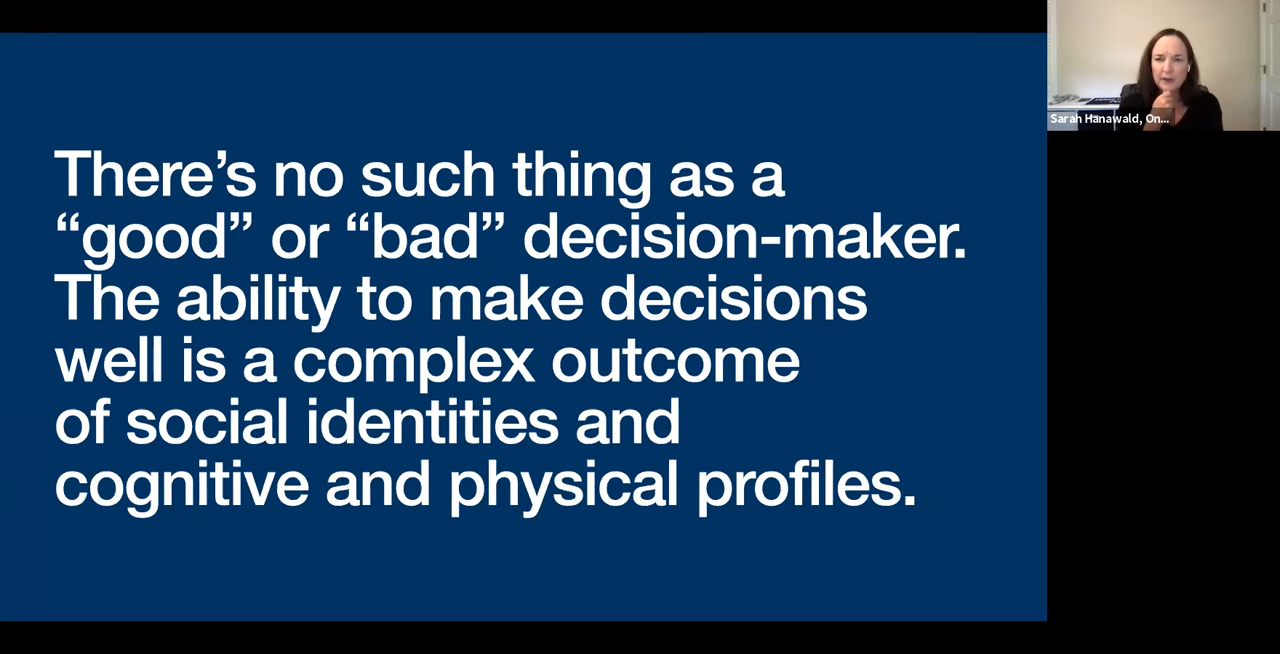 There’s no such thing as a
“good” or “bad” decision-maker.
The ability to make decisions
well is a complex outcome
of social identities and
cognitive and physical profiles.
Sarah Hanawald, On...